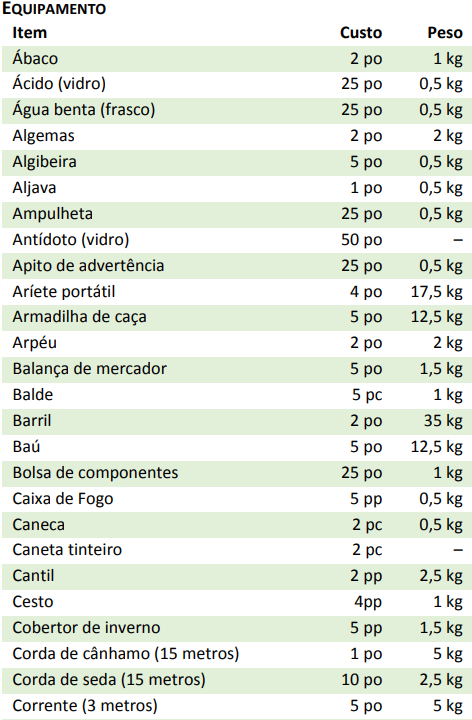 EQUIPAMENTO
Item Custo Peso
Ábaco 2 po 1 kg
Ácido (vidro) 25 po 0,5 kg
Água benta (frasco) 25 po 0,5 kg
Algemas 2 po 2 kg
Algibeira 5 po 0,5 kg
Aljava 1 po 0,5 kg
Ampulheta 25 po 0,5 kg
Antídoto (vidro) 50 po –
Apito de advertência 25 po 0,5 kg
Aríete portátil 4 po 17,5 kg
Armadilha de caça 5 po 12,5 kg
Arpéu 2 po 2 kg
Balança de mercador 5 po 1,5 kg
Balde 5 pc 1 kg
Barril 2 po 35 kg
Baú 5 po 12,5 kg
Bolsa de componentes 25 po 1 kg
Caixa de Fogo 5 pp 0,5 kg
Caneca 2 pc 0,5 kg
Caneta tinteiro 2 pc –
Cantil 2 pp 2,5 kg
Cesto 4pp 1 kg
Cobertor de inverno 5 pp 1,5 kg
Corda de cânhamo (15 metros) 1 po 5 kg
Corda de seda (15 metros) 10 po 2,5 kg
Corrente (3 metros) 5 po 5 kg